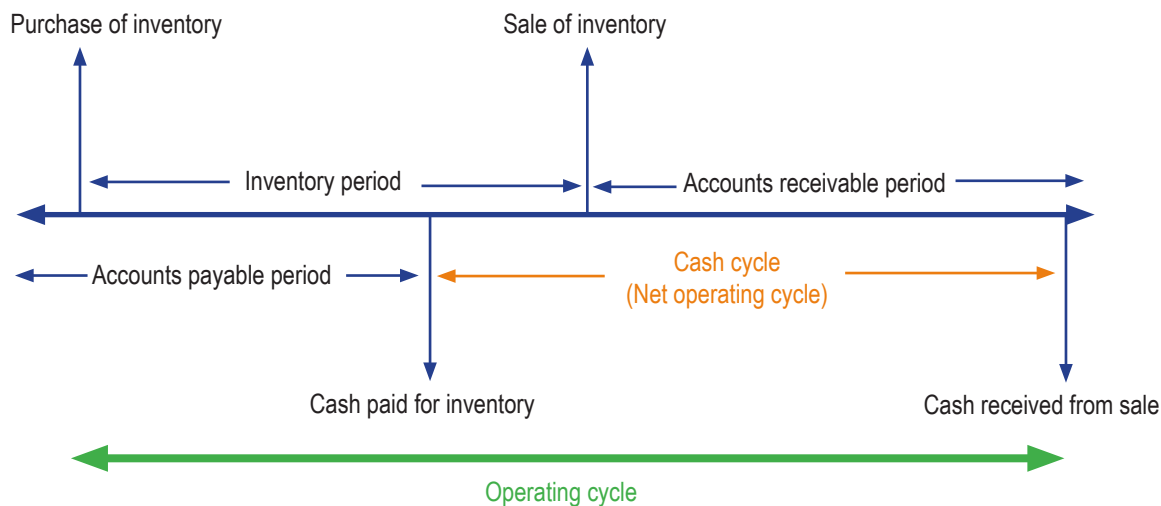 Purchase of inventory
Sale of inventory
Inventory period
Accounts receivable period
Accounts payable period
Cash cycle
(Net operating cycle)
Cash paid for inventory
Cash received from sale
Operating cycle